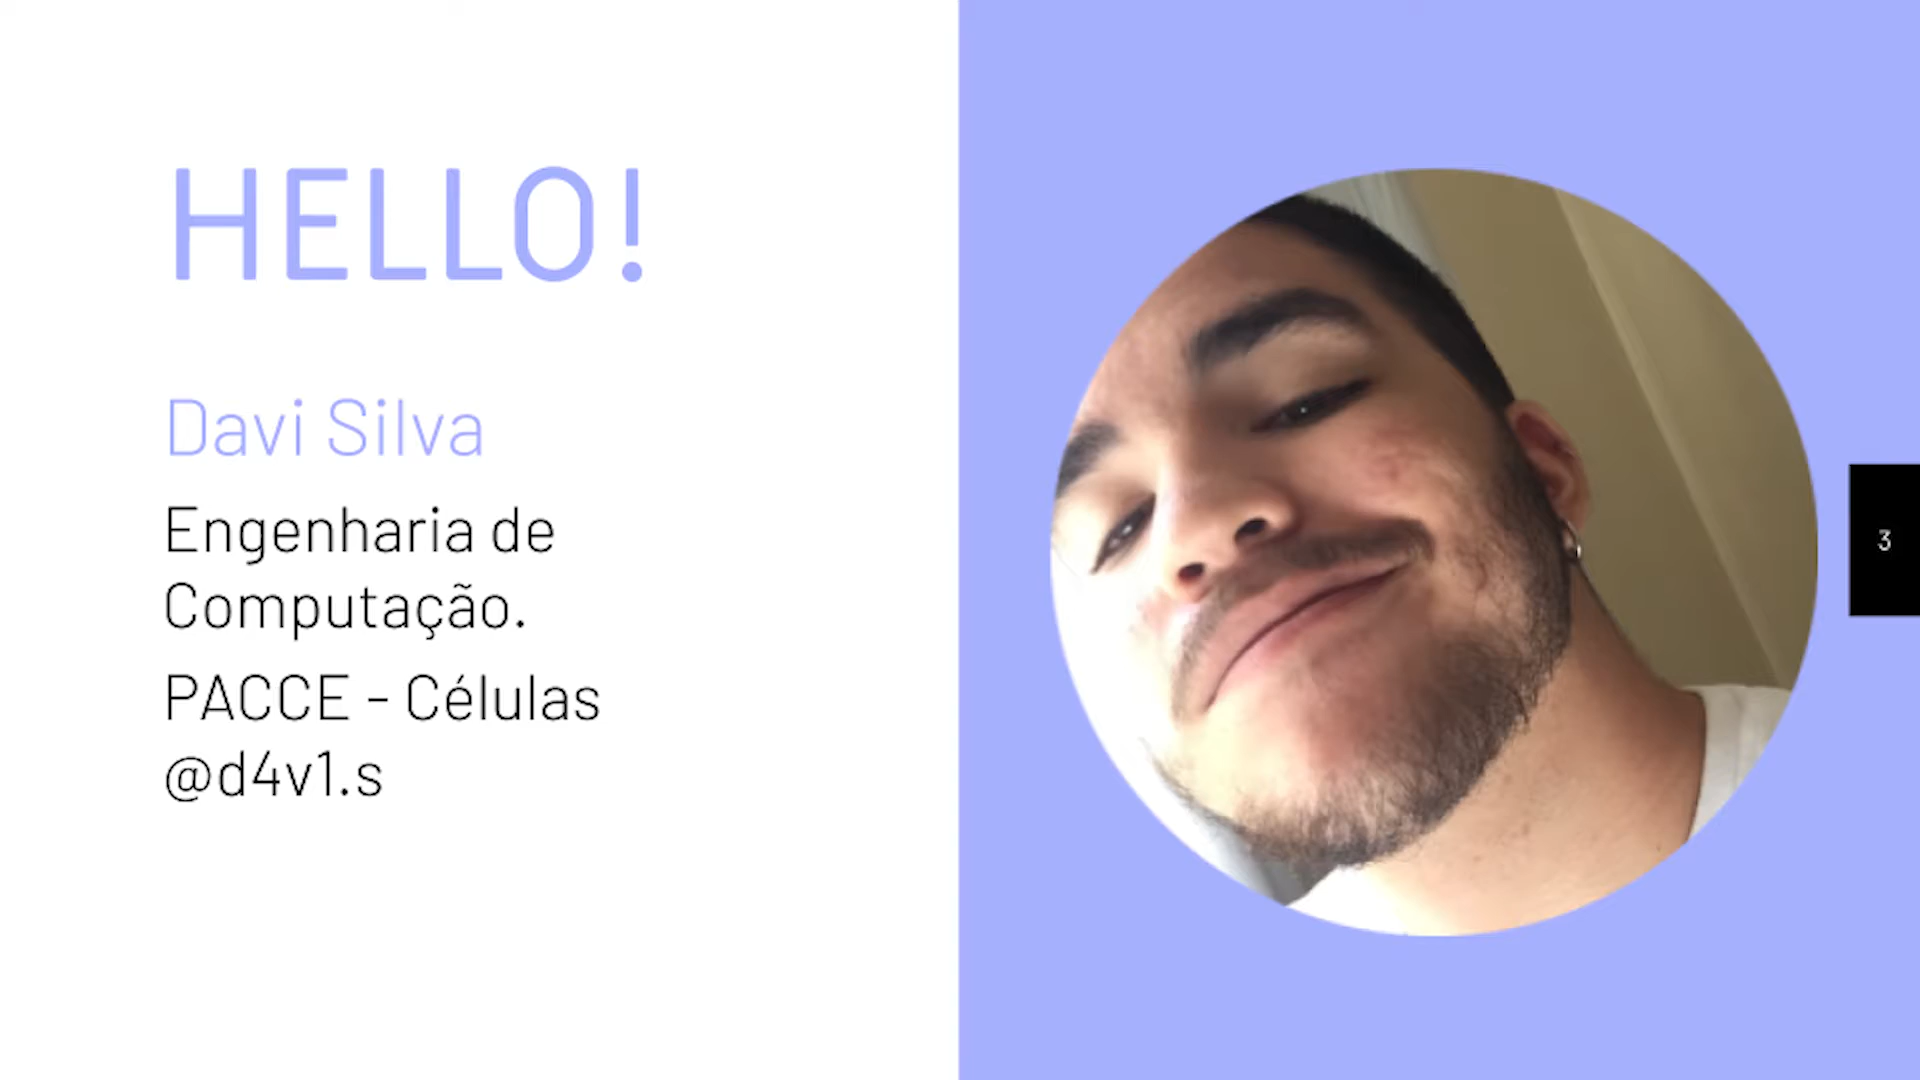 HELLO!
Davi Silva
Engenharia de
Computação.
PACCE - Células
@d4v1.s
3